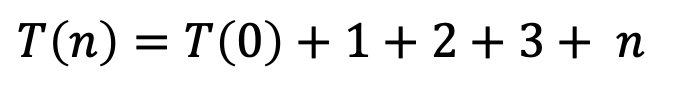 T(n) = T(0) + 1 + 2 + 3 + n